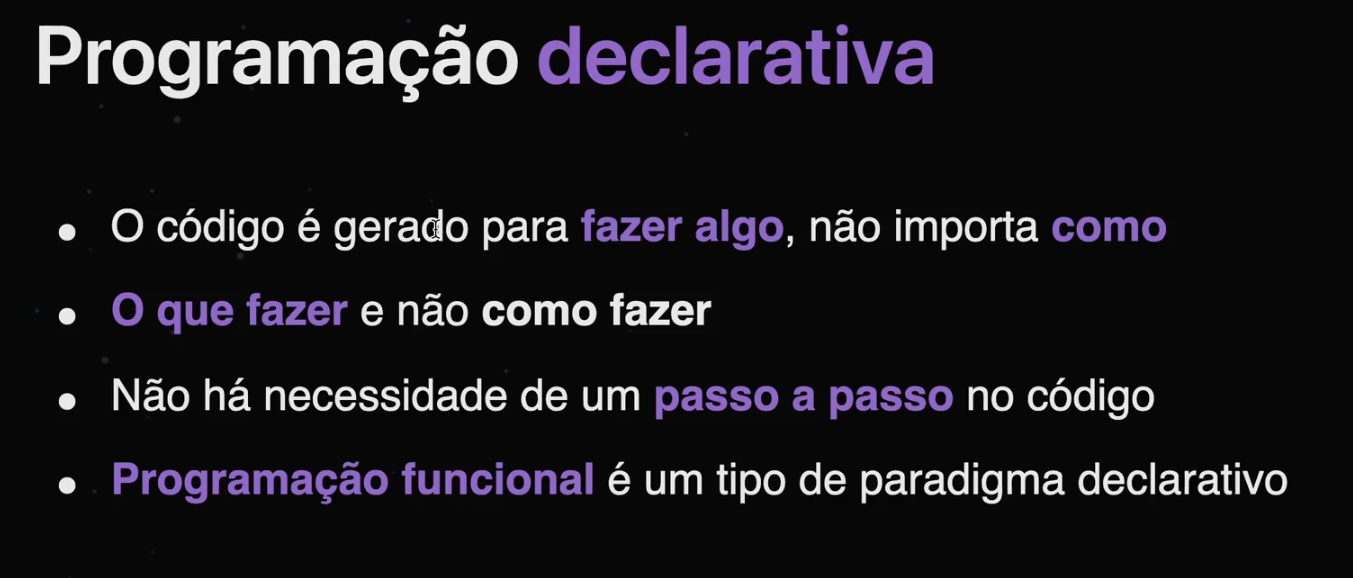 Programação declarativa
• O código é gerado para fazer algo, não importa como
• O que fazer e não como fazer
• Não há necessidade de um passo a passo no código
• Programação funcional é um tipo de paradigma declarativo